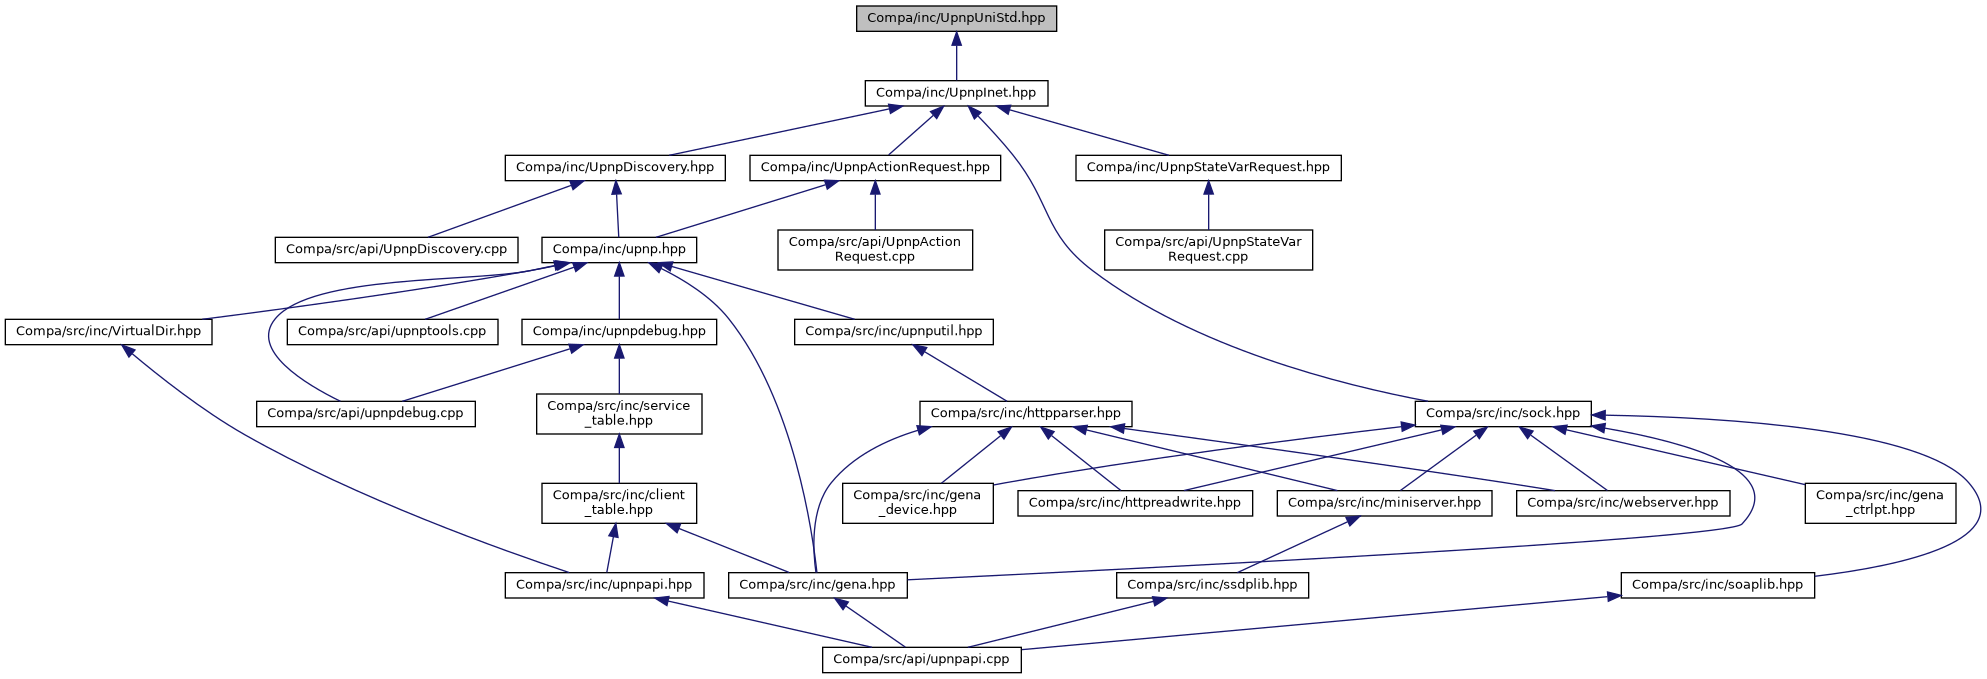 Compa/inc/UpnpUniStd.hpp
Compa/inc/UpnpInet.hpp
Compa/inc/UpnpDiscovery.hpp
Compa/inc/UpnpActionRequest.hpp
Compa/inc/UpnpStateVarRequest.hpp
Compa/src/api/UpnpDiscovery.cpp
Compa/inc/upnp.hpp
Compa/src/api/UpnpAction
Request.cpp
Compa/src/api/UpnpStateVar
Request.cpp
Compa/src/inc/VirtualDir.hpp
Compa/src/api/upnptools.cpp
Compa/inc/upnpdebug.hpp
Compa/src/inc/upnputil.hpp
Compa/src/api/upnpdebug.cpp
Compa/src/inc/service
_table.hpp
Compa/src/inc/httpparser.hpp
Compa/src/inc/sock.hpp
Compa/src/inc/client
_table.hpp
Compa/src/inc/gena
_device.hpp
Compa/src/inc/httpreadwrite.hpp
Compa/src/inc/miniserver.hpp
Compa/src/inc/webserver.hpp
Compa/src/inc/gena
_ctrlpt.hpp
Compa/src/inc/upnpapi.hpp
Compa/src/inc/gena.hpp
Compa/src/inc/ssdplib.hpp
Compa/src/inc/soaplib.hpp
Compa/src/api/upnpapi.cpp